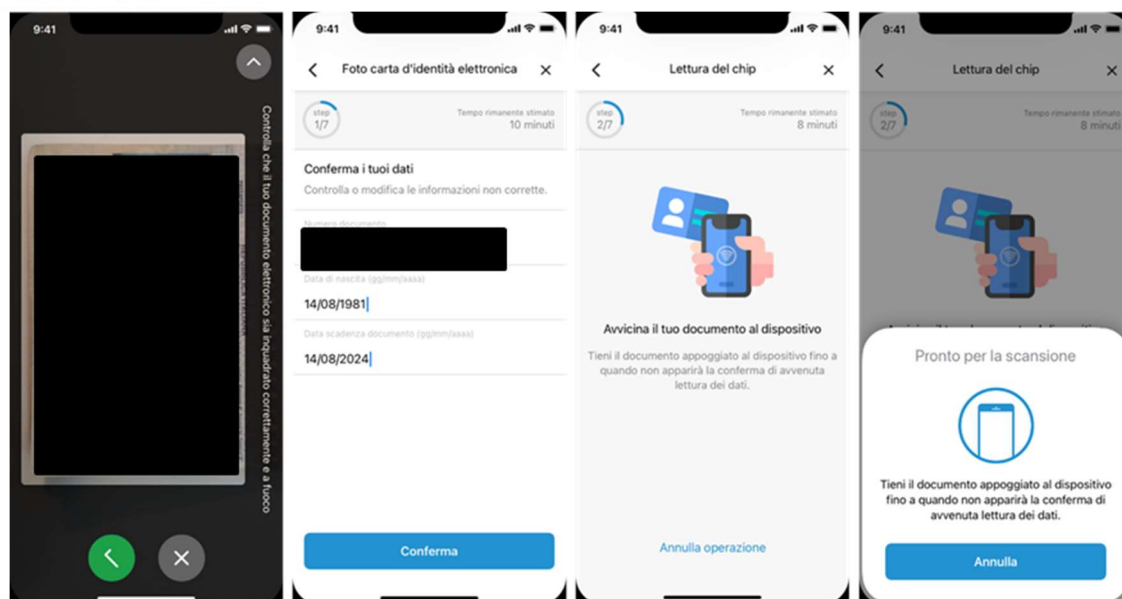 9:41
Controlla che il tuo documento elettronico sia inquadrato correttamente e a fuoco
9:41
Foto carta d'identità elettronica
step
1/7
Tempo rimanente stimato
10 minuti
Conferma i tuoi dati
Controlla o modifica le informazioni non corrette.
Numero documento
Data di nascita (gg/mm/aaaa)
14/08/1981
Data scadenza documento (gg/mm/aaaa)
14/08/2024
Conferma
9:41
Lettura del chip
step
2/7
Tempo rimanente stimato
8 minuti
Avvicina il tuo documento al dispositivo
Tieni il documento appoggiato al dispositivo fino a
quando non apparirà la conferma di avvenuta
lettura dei dati.
Annulla operazione
9:41
Lettura del chip
step
2/7
Tempo rimanente stimato
8 minuti
Pronto per la scansione
Tieni il documento appoggiato al dispositivo
fino a quando non apparirà la conferma di
avvenuta lettura dei dati.
Annulla